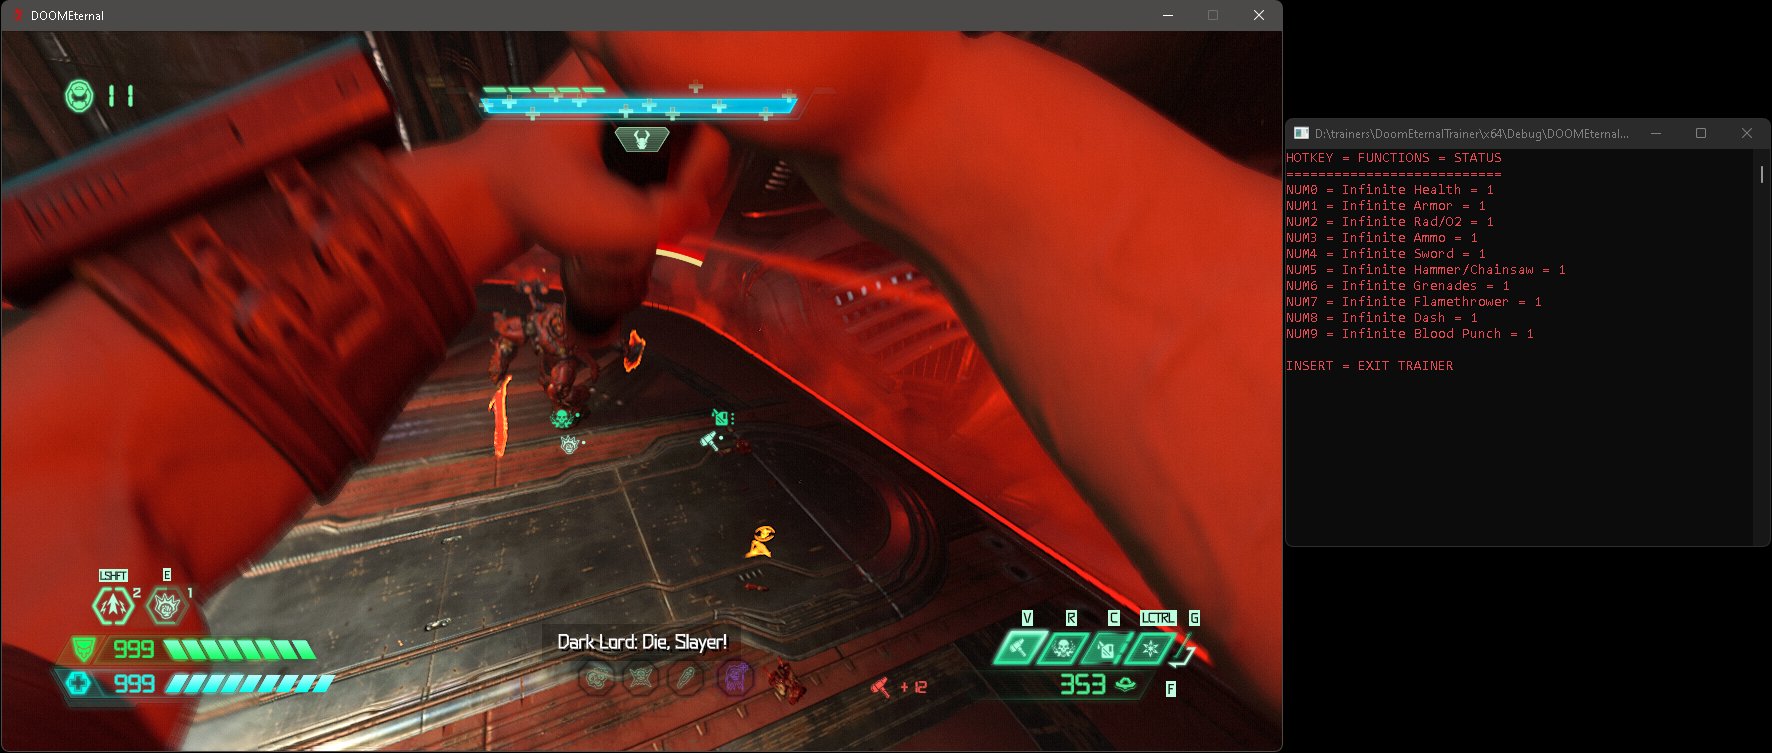 DOOMEternal
11
LSHFT
E
2
1
999
999
Dark Lord: Die, Slayer!
+12
V
R
C
LCTRL
G
353
F
D:\trainers\DoomEternalTrainer\x64\Debug\DOOMEternal...
HOTKEY = FUNCTIONS = STATUS
===========================
NUM0 = Infinite Health = 1
NUM1 = Infinite Armor = 1
NUM2 = Infinite Rad/O2 = 1
NUM3 = Infinite Ammo = 1
NUM4 = Infinite Sword = 1
NUM5 = Infinite Hammer/Chainsaw = 1
NUM6 = Infinite Grenades = 1
NUM7 = Infinite Flamethrower = 1
NUM8 = Infinite Dash = 1
NUM9 = Infinite Blood Punch = 1
INSERT = EXIT TRAINER